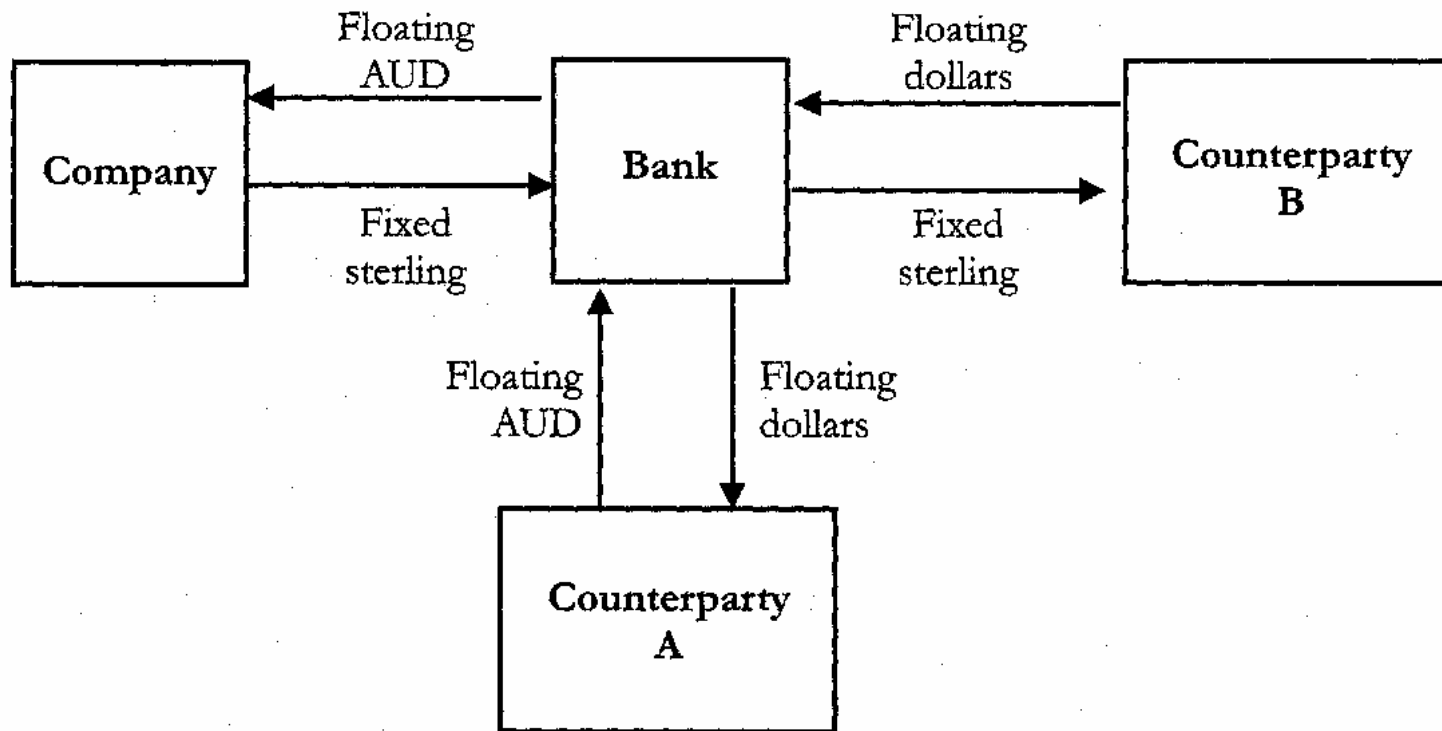 Floating
AUD
Floating
dollars
Company
Bank
Counterparty
B
Fixed
sterling
Fixed
sterling
Floating
AUD
Floating
dollars
Counterparty
A